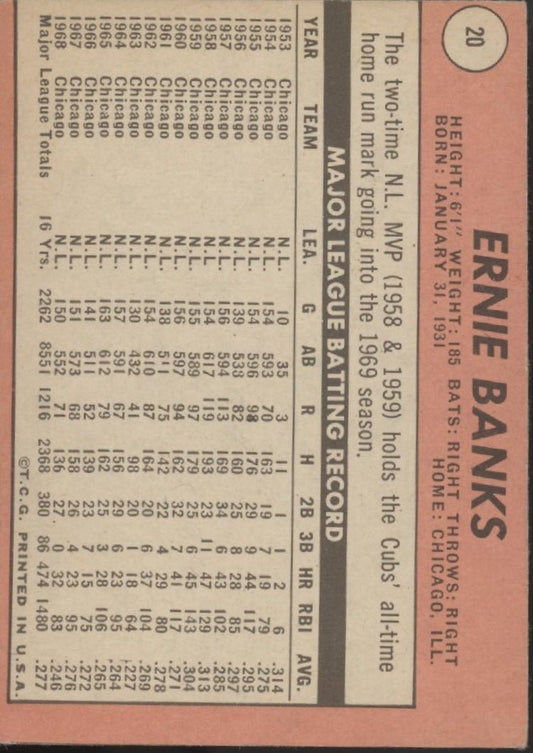 20
ERNIE BANKS
HEIGHT: 6'1" WEIGHT: 185 BATS: RIGHT THROWS: RIGHT
BORN: JANUARY 31, 1931 HOME: CHICAGO, ILL.
The two-time N.L. MVP (1958 & 1959) holds the Cubs' all-time
home run mark going into the 1969 season.
MAJOR LEAGUE BATTING RECORD
YEAR TEAM LEA. G AB R H 2B 3B HR RBI AVG.
1953 Chicago N.L. 10 35 3 11 1 1 2 6 .314
1954 Chicago N.L. 154 593 70 163 19 7 19 79 .275
1955 Chicago N.L. 154 596 98 176 29 9 44 117 .295
1956 Chicago N.L. 139 538 82 160 25 8 28 85 .297
1957 Chicago N.L. 156 594 113 169 34 6 43 102 .285
1958 Chicago N.L. 154 617 119 193 23 11 47 129 .313
1959 Chicago N.L. 155 589 97 179 25 6 45 143 .304
1960 Chicago N.L. 156 597 94 162 32 7 41 117 .271
1961 Chicago N.L. 138 511 75 142 22 4 29 80 .278
1962 Chicago N.L. 154 610 87 164 20 6 37 104 .269
1963 Chicago N.L. 130 432 41 98 20 1 18 64 .227
1964 Chicago N.L. 157 591 67 156 29 6 23 95 .264
1965 Chicago N.L. 163 612 79 162 25 3 28 106 .265
1966 Chicago N.L. 141 511 52 139 23 7 15 75 .272
1967 Chicago N.L. 151 573 68 158 26 4 23 95 .276
1968 Chicago N.L. 150 552 71 136 27 0 32 83 .246
Major League Totals 16 Yrs. 2262 8551 1216 2368 380 86 474 1480 .277
©T.C.G. PRINTED IN U.S.A.